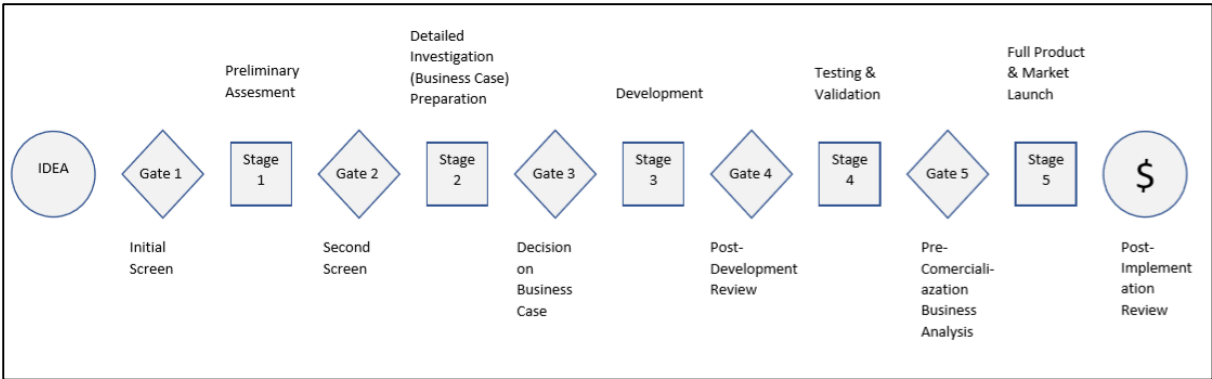 Preliminary
Assesment
Detailed
Investigation
(Business Case)
Preparation
Development
Testing &
Validation
Full Product
& Market
Launch
IDEA
Gate 1
Stage
1
Gate 2
Stage
2
Gate 3
Stage
3
Gate 4
Stage
4
Gate 5
Stage
5
$
Initial
Screen
Second
Screen
Decision
on
Business
Case
Post-
Development
Review
Pre-
Comerciali-
azation
Business
Analysis
Post-
Implement
ation
Review